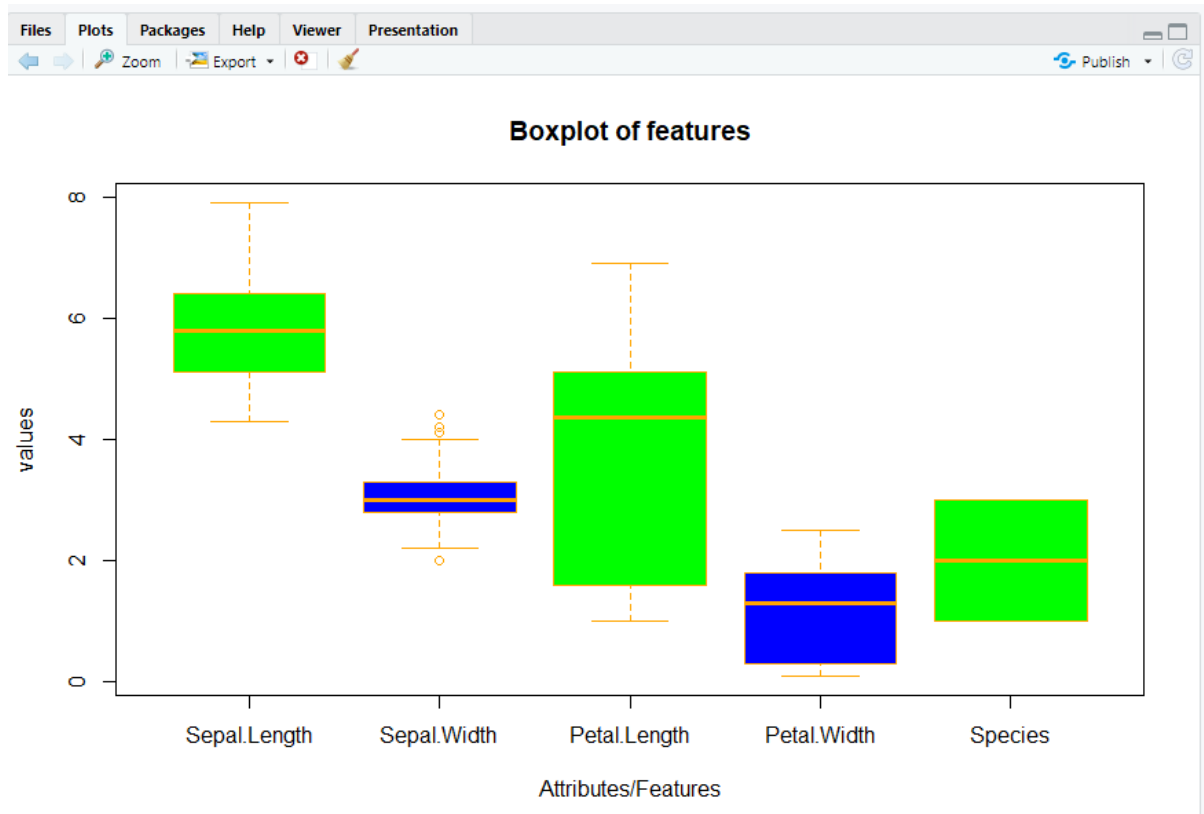 Files Plots Packages Help Viewer Presentation
Zoom Export Publish
Boxplot of features
8
6
4
2
0
values
Sepal.Length Sepal.Width Petal.Length Petal.Width Species
Attributes/Features